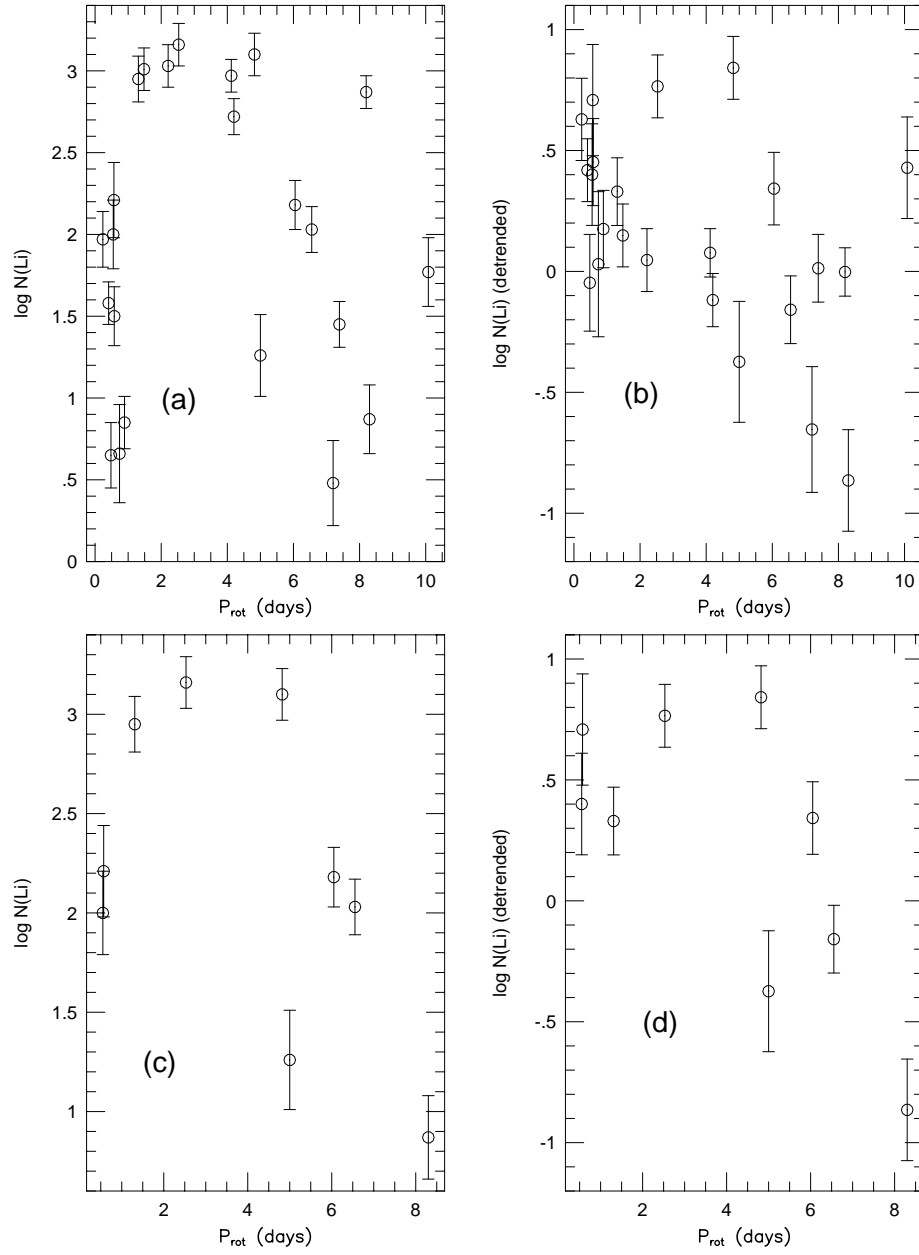 log N(Li)
3
2.5
2
1.5
1
.5
0
(a)
0 2 4 6 8 10
P_rot (days)
log N(Li) (detrended)
1
.5
0
-.5
-1
(b)
0 2 4 6 8 10
P_rot (days)
log N(Li)
3
2.5
2
1.5
1
(c)
2 4 6 8
P_rot (days)
log N(Li) (detrended)
1
.5
0
-.5
-1
(d)
2 4 6 8
P_rot (days)